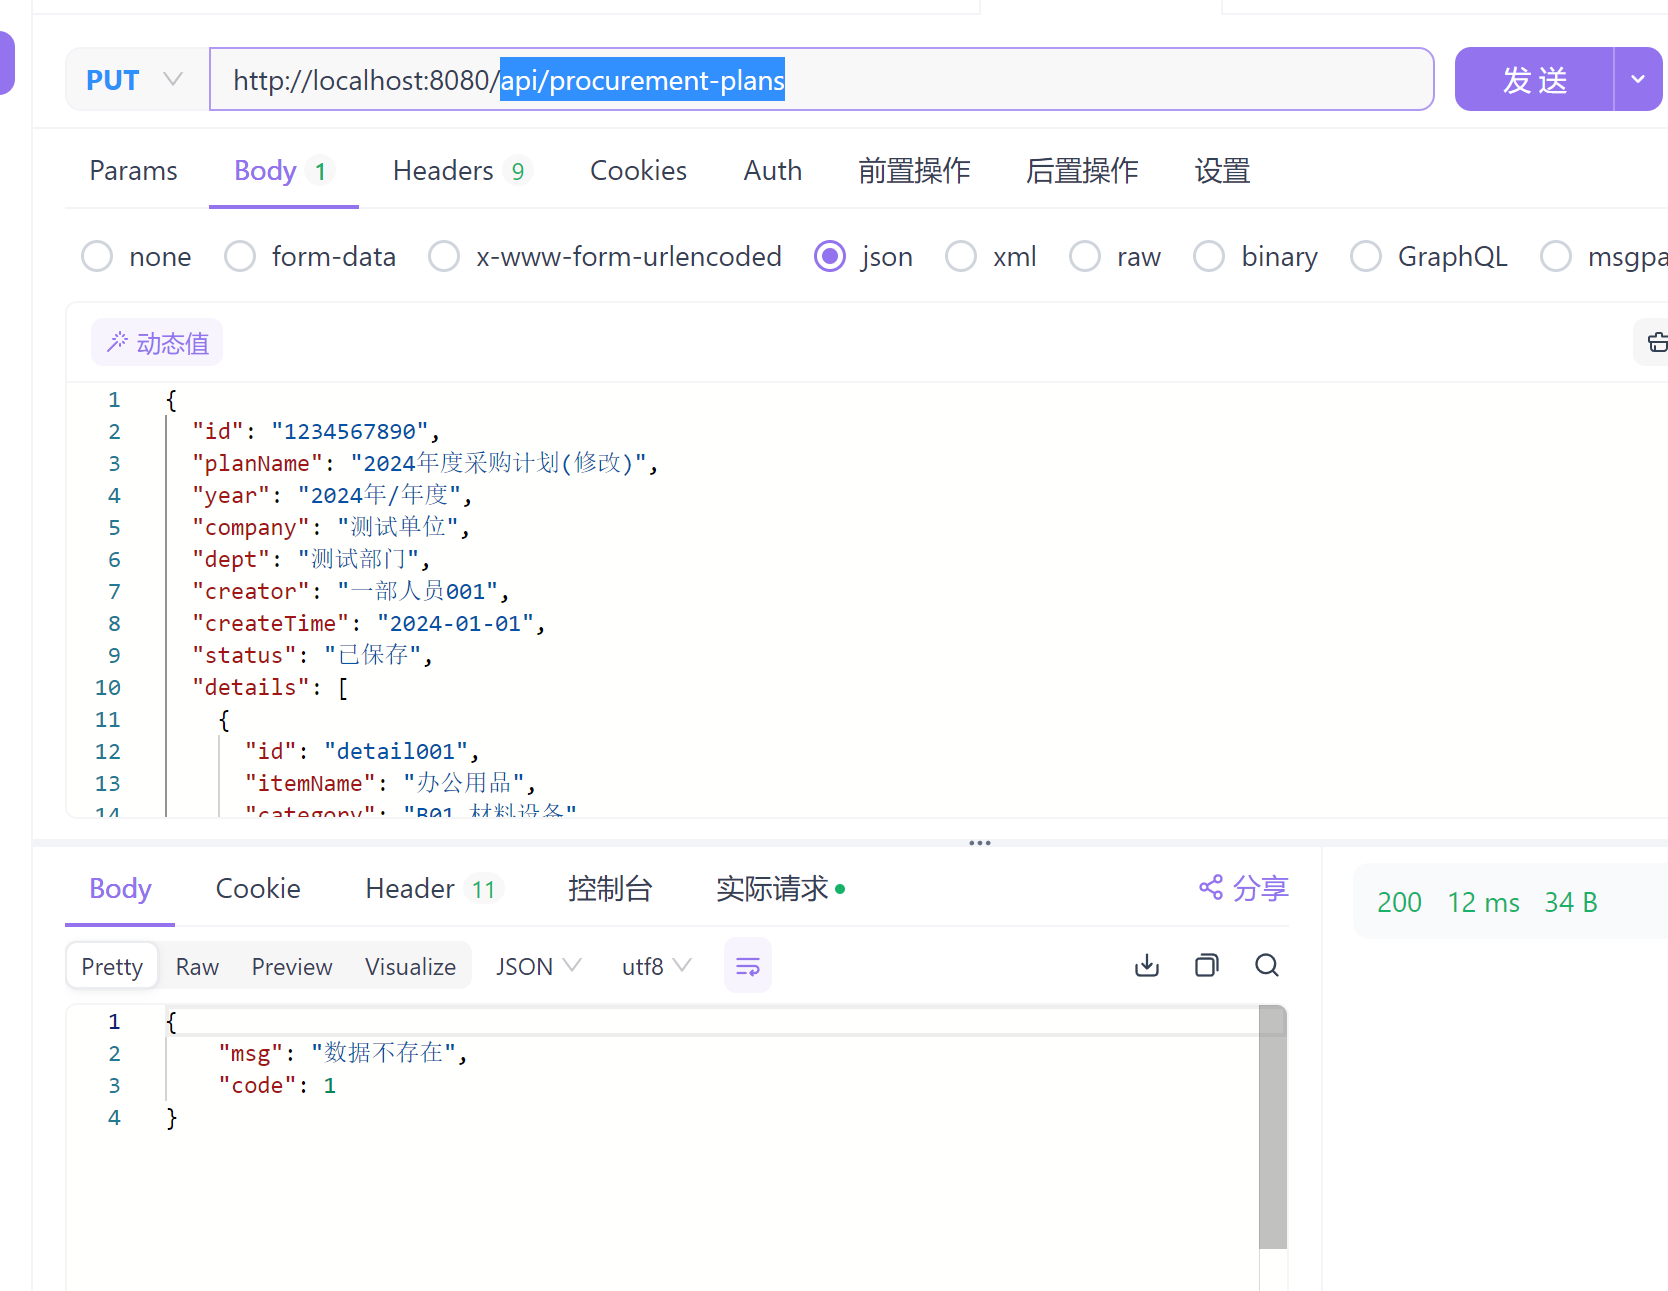 PUT http://localhost:8080/api/procurement-plans 发 送
Params Body 1 Headers 9 Cookies Auth 前置操作 后置操作 设置
none form-data x-www-form-urlencoded json xml raw binary GraphQL msgpa
动态值
1 {
2 "id": "1234567890",
3 "planName": "2024年度采购计划(修改)",
4 "year": "2024年/年度",
5 "company": "测试单位",
6 "dept": "测试部门",
7 "creator": "一部人员001",
8 "createTime": "2024-01-01",
9 "status": "已保存",
10 "details": [
11 {
12 "id": "detail001",
13 "itemName": "办公用品",
14 "category": "B01 材料设备"
Body Cookie Header 11 控制台 实际请求 分享 200 12 ms 34 B
Pretty Raw Preview Visualize JSON utf8
1 {
2 "msg": "数据不存在",
3 "code": 1
4 }